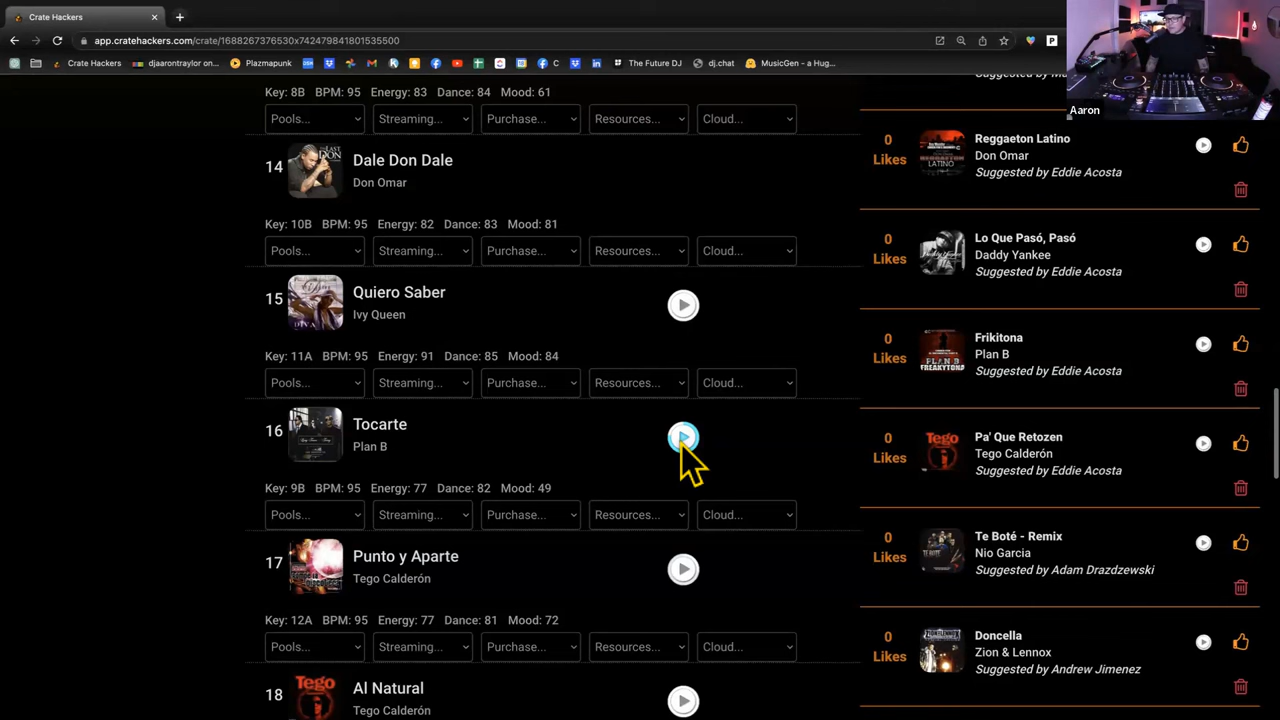 Crate Hackers
app.cratehackers.com/crate/1688267376530x742479841801535500
Crate Hackers
djaarontaylor on...
Plazmapunk
C
The Future DJ
dj.chat
MusicGen - a Hug...
Aaron
Key: 8B BPM: 95 Energy: 83 Dance: 84 Mood: 61
Pools... Streaming... Purchase... Resources... Cloud...
14
Dale Don Dale
Don Omar
Key: 10B BPM: 95 Energy: 82 Dance: 83 Mood: 81
Pools... Streaming... Purchase... Resources... Cloud...
15
Quiero Saber
Ivy Queen
Key: 11A BPM: 95 Energy: 91 Dance: 85 Mood: 84
Pools... Streaming... Purchase... Resources... Cloud...
16
Tocarte
Plan B
Key: 9B BPM: 95 Energy: 77 Dance: 82 Mood: 49
Pools... Streaming... Purchase... Resources... Cloud...
17
Punto y Aparte
Tego Calderón
Key: 12A BPM: 95 Energy: 77 Dance: 81 Mood: 72
Pools... Streaming... Purchase... Resources... Cloud...
18
Tego
Al Natural
Tego Calderón
0
Likes
Reggaeton Latino
Don Omar
Suggested by Eddie Acosta
0
Likes
Lo Que Pasó, Pasó
Daddy Yankee
Suggested by Eddie Acosta
0
Likes
Frikitona
Plan B
Suggested by Eddie Acosta
0
Likes
Tego
Pa' Que Retozen
Tego Calderón
Suggested by Eddie Acosta
0
Likes
Te Boté - Remix
Nio Garcia
Suggested by Adam Drazdzewski
0
Likes
Doncella
Zion & Lennox
Suggested by Andrew Jimenez